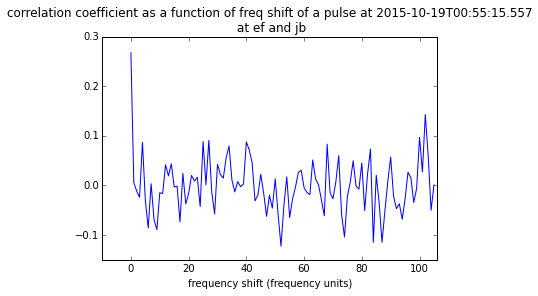 correlation coefficient as a function of freq shift of a pulse at 2015-10-19T00:55:15.557
at ef and jb
0.3
0.2
0.1
0.0
−0.1
0 20 40 60 80 100
frequency shift (frequency units)